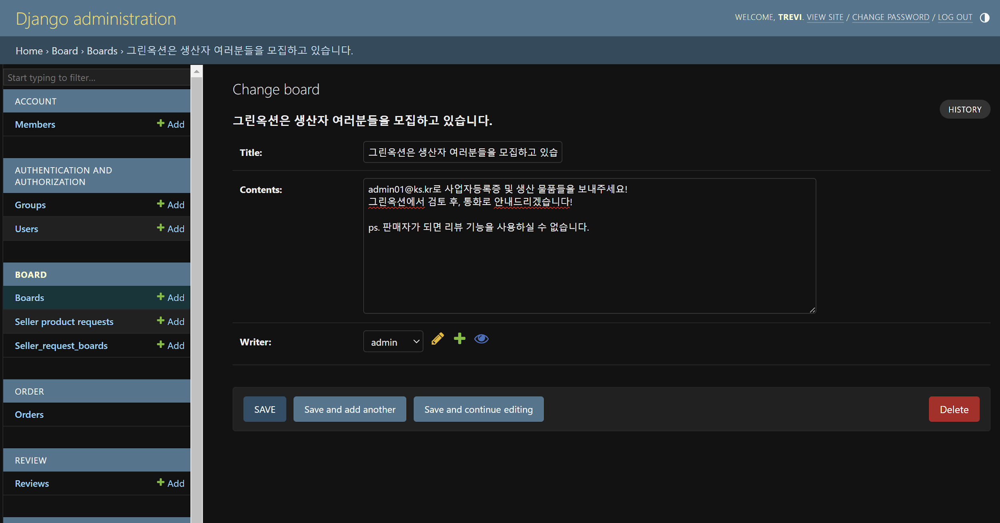 Django administration
WELCOME, TREVI. VIEW SITE / CHANGE PASSWORD / LOG OUT
Home › Board › Boards › 그린옥션은 생산자 여러분들을 모집하고 있습니다.
Start typing to filter...
ACCOUNT
Members
Add
AUTHENTICATION AND
AUTHORIZATION
Groups
Add
Users
Add
BOARD
Boards
Add
Seller product requests
Add
Seller_request_boards
Add
ORDER
Orders
REVIEW
Reviews
Add
Change board
HISTORY
그린옥션은 생산자 여러분들을 모집하고 있습니다.
Title:
그린옥션은 생산자 여러분들을 모집하고 있습
Contents:
admin01@ks.kr로 사업자등록증 및 생산 물품들을 보내주세요!
그린옥션에서 검토 후, 통화로 안내드리겠습니다!
ps. 판매자가 되면 리뷰 기능을 사용하실 수 없습니다.
Writer:
admin
SAVE
Save and add another
Save and continue editing
Delete